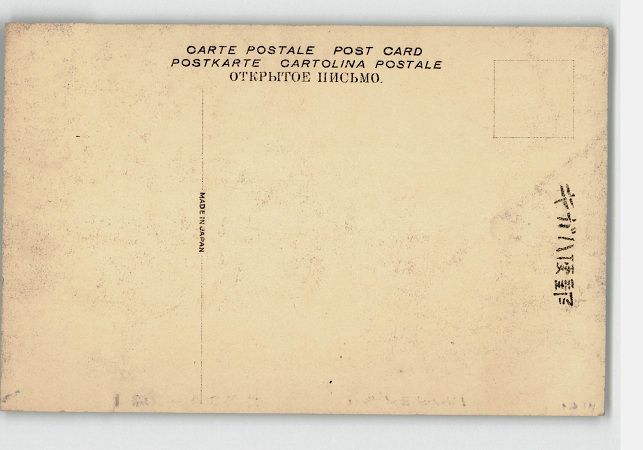 CARTE POSTALE POST CARD
POSTKARTE CARTOLINA POSTALE
ОТКРЫТОЕ ПИСЬМО.
MADE IN JAPAN